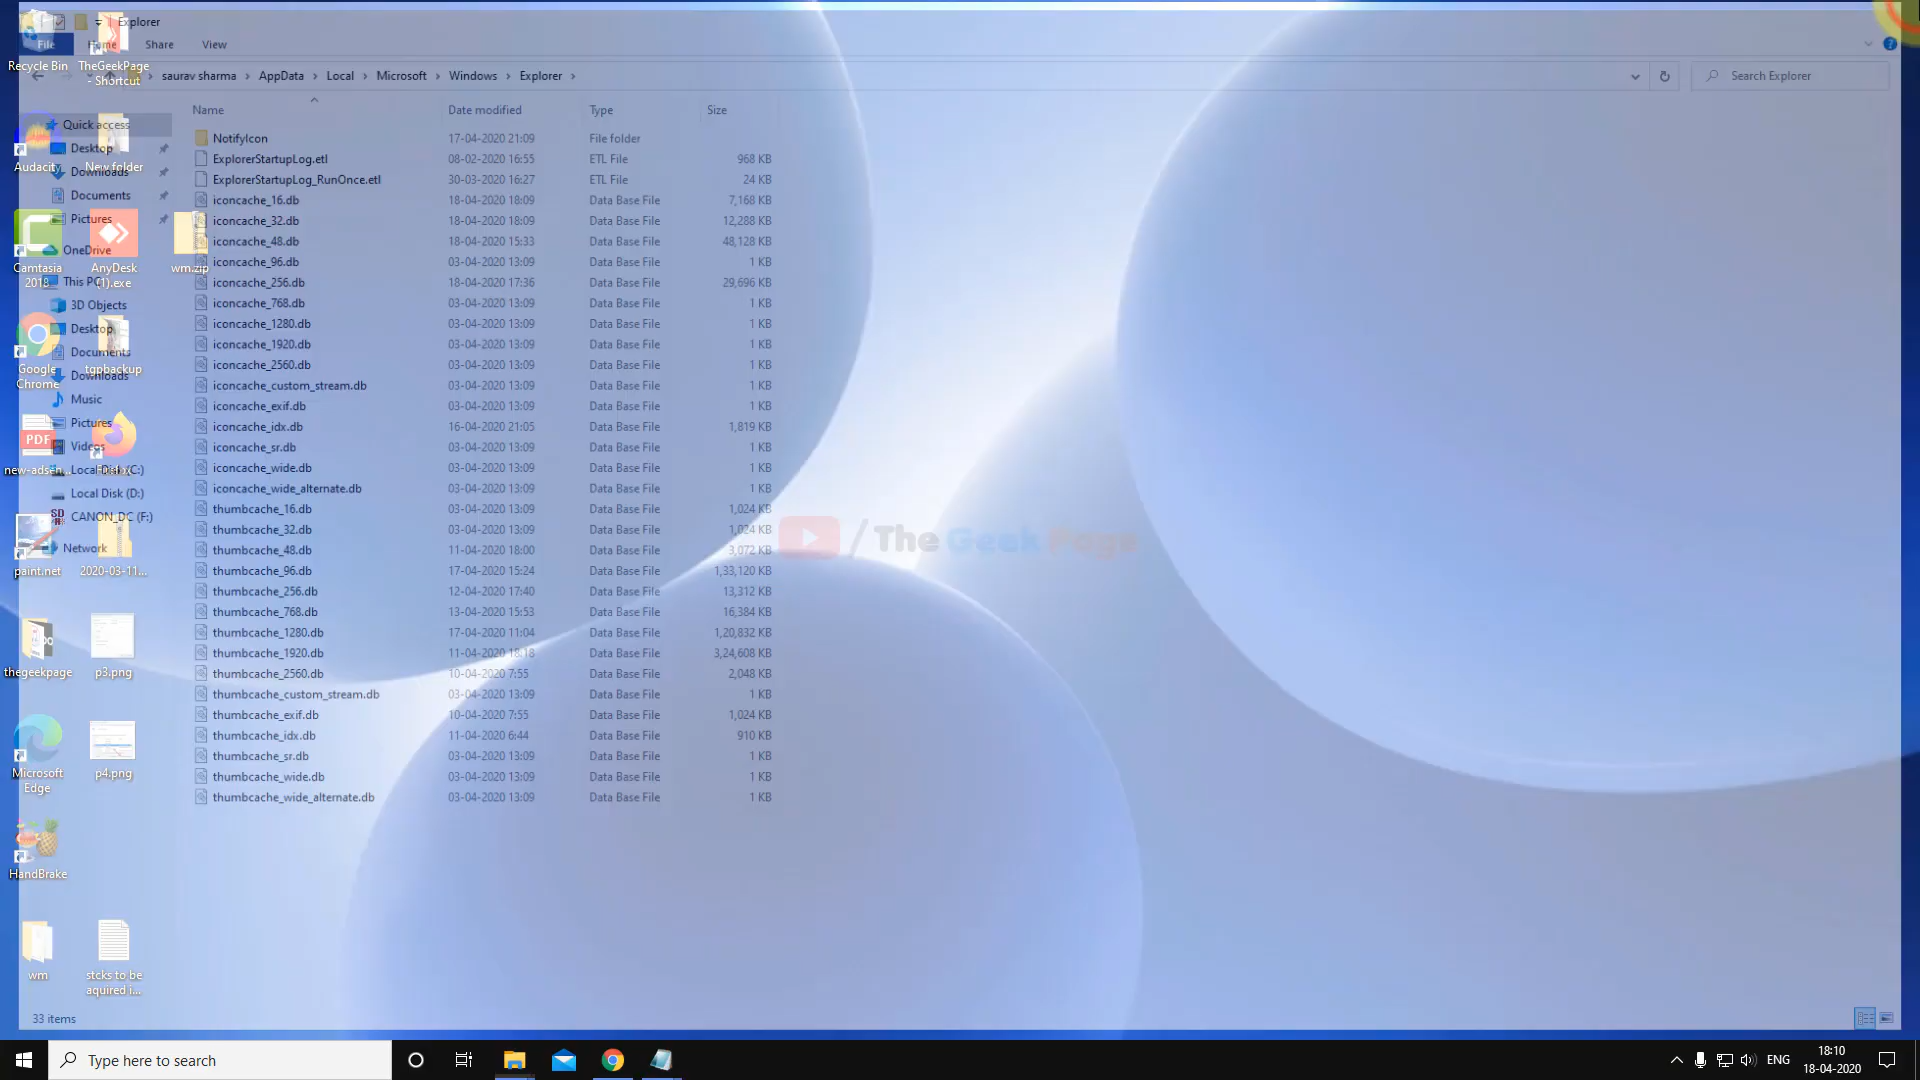 Explorer
File
Home
Share
View
saurav sharma > AppData > Local > Microsoft > Windows > Explorer >
Search Explorer
Name Date modified Type Size
NotifyIcon 17-04-2020 21:09 File folder
ExplorerStartupLog.etl 08-02-2020 16:55 ETL File 968 KB
ExplorerStartupLog_RunOnce.etl 30-03-2020 16:27 ETL File 24 KB
iconcache_16.db 18-04-2020 18:09 Data Base File 7,168 KB
iconcache_32.db 18-04-2020 18:09 Data Base File 12,288 KB
iconcache_48.db 18-04-2020 15:33 Data Base File 48,128 KB
iconcache_96.db 03-04-2020 13:09 Data Base File 1 KB
iconcache_256.db 18-04-2020 17:36 Data Base File 29,696 KB
iconcache_768.db 03-04-2020 13:09 Data Base File 1 KB
iconcache_1280.db 03-04-2020 13:09 Data Base File 1 KB
iconcache_1920.db 03-04-2020 13:09 Data Base File 1 KB
iconcache_2560.db 03-04-2020 13:09 Data Base File 1 KB
iconcache_custom_stream.db 03-04-2020 13:09 Data Base File 1 KB
iconcache_exif.db 03-04-2020 13:09 Data Base File 1 KB
iconcache_idx.db 16-04-2020 21:05 Data Base File 1,819 KB
iconcache_sr.db 03-04-2020 13:09 Data Base File 1 KB
iconcache_wide.db 03-04-2020 13:09 Data Base File 1 KB
iconcache_wide_alternate.db 03-04-2020 13:09 Data Base File 1 KB
thumbcache_16.db 03-04-2020 13:09 Data Base File 1,024 KB
thumbcache_32.db 03-04-2020 13:09 Data Base File 1,024 KB
thumbcache_48.db 11-04-2020 18:00 Data Base File 3,072 KB
thumbcache_96.db 17-04-2020 15:24 Data Base File 1,33,120 KB
thumbcache_256.db 12-04-2020 17:40 Data Base File 13,312 KB
thumbcache_768.db 13-04-2020 15:53 Data Base File 16,384 KB
thumbcache_1280.db 17-04-2020 11:04 Data Base File 1,20,832 KB
thumbcache_1920.db 11-04-2020 18:18 Data Base File 3,24,608 KB
thumbcache_2560.db 10-04-2020 7:55 Data Base File 2,048 KB
thumbcache_custom_stream.db 03-04-2020 13:09 Data Base File 1 KB
thumbcache_exif.db 10-04-2020 7:55 Data Base File 1,024 KB
thumbcache_idx.db 11-04-2020 6:44 Data Base File 910 KB
thumbcache_sr.db 03-04-2020 13:09 Data Base File 1 KB
thumbcache_wide.db 03-04-2020 13:09 Data Base File 1 KB
thumbcache_wide_alternate.db 03-04-2020 13:09 Data Base File 1 KB
Quick access
Desktop
Downloads
Documents
Pictures
OneDrive
This PC
3D Objects
Desktop
Documents
Downloads
Music
Pictures
Videos
Local Disk (C:)
Local Disk (D:)
CANON_DC (F:)
Network
33 items
Recycle Bin
TheGeekPage
- Shortcut
Audacity
New folder
Camtasia
2018
AnyDesk
(1).exe
wm.zip
Google
Chrome
tgpbackup
PDF
new-adsen...
Firefox
paint.net
2020-03-11...
thegeekpage
p3.png
Microsoft
Edge
p4.png
HandBrake
wm
stcks to be
aquired i...
/ The Geek Page
Type here to search
ENG
18:10
18-04-2020